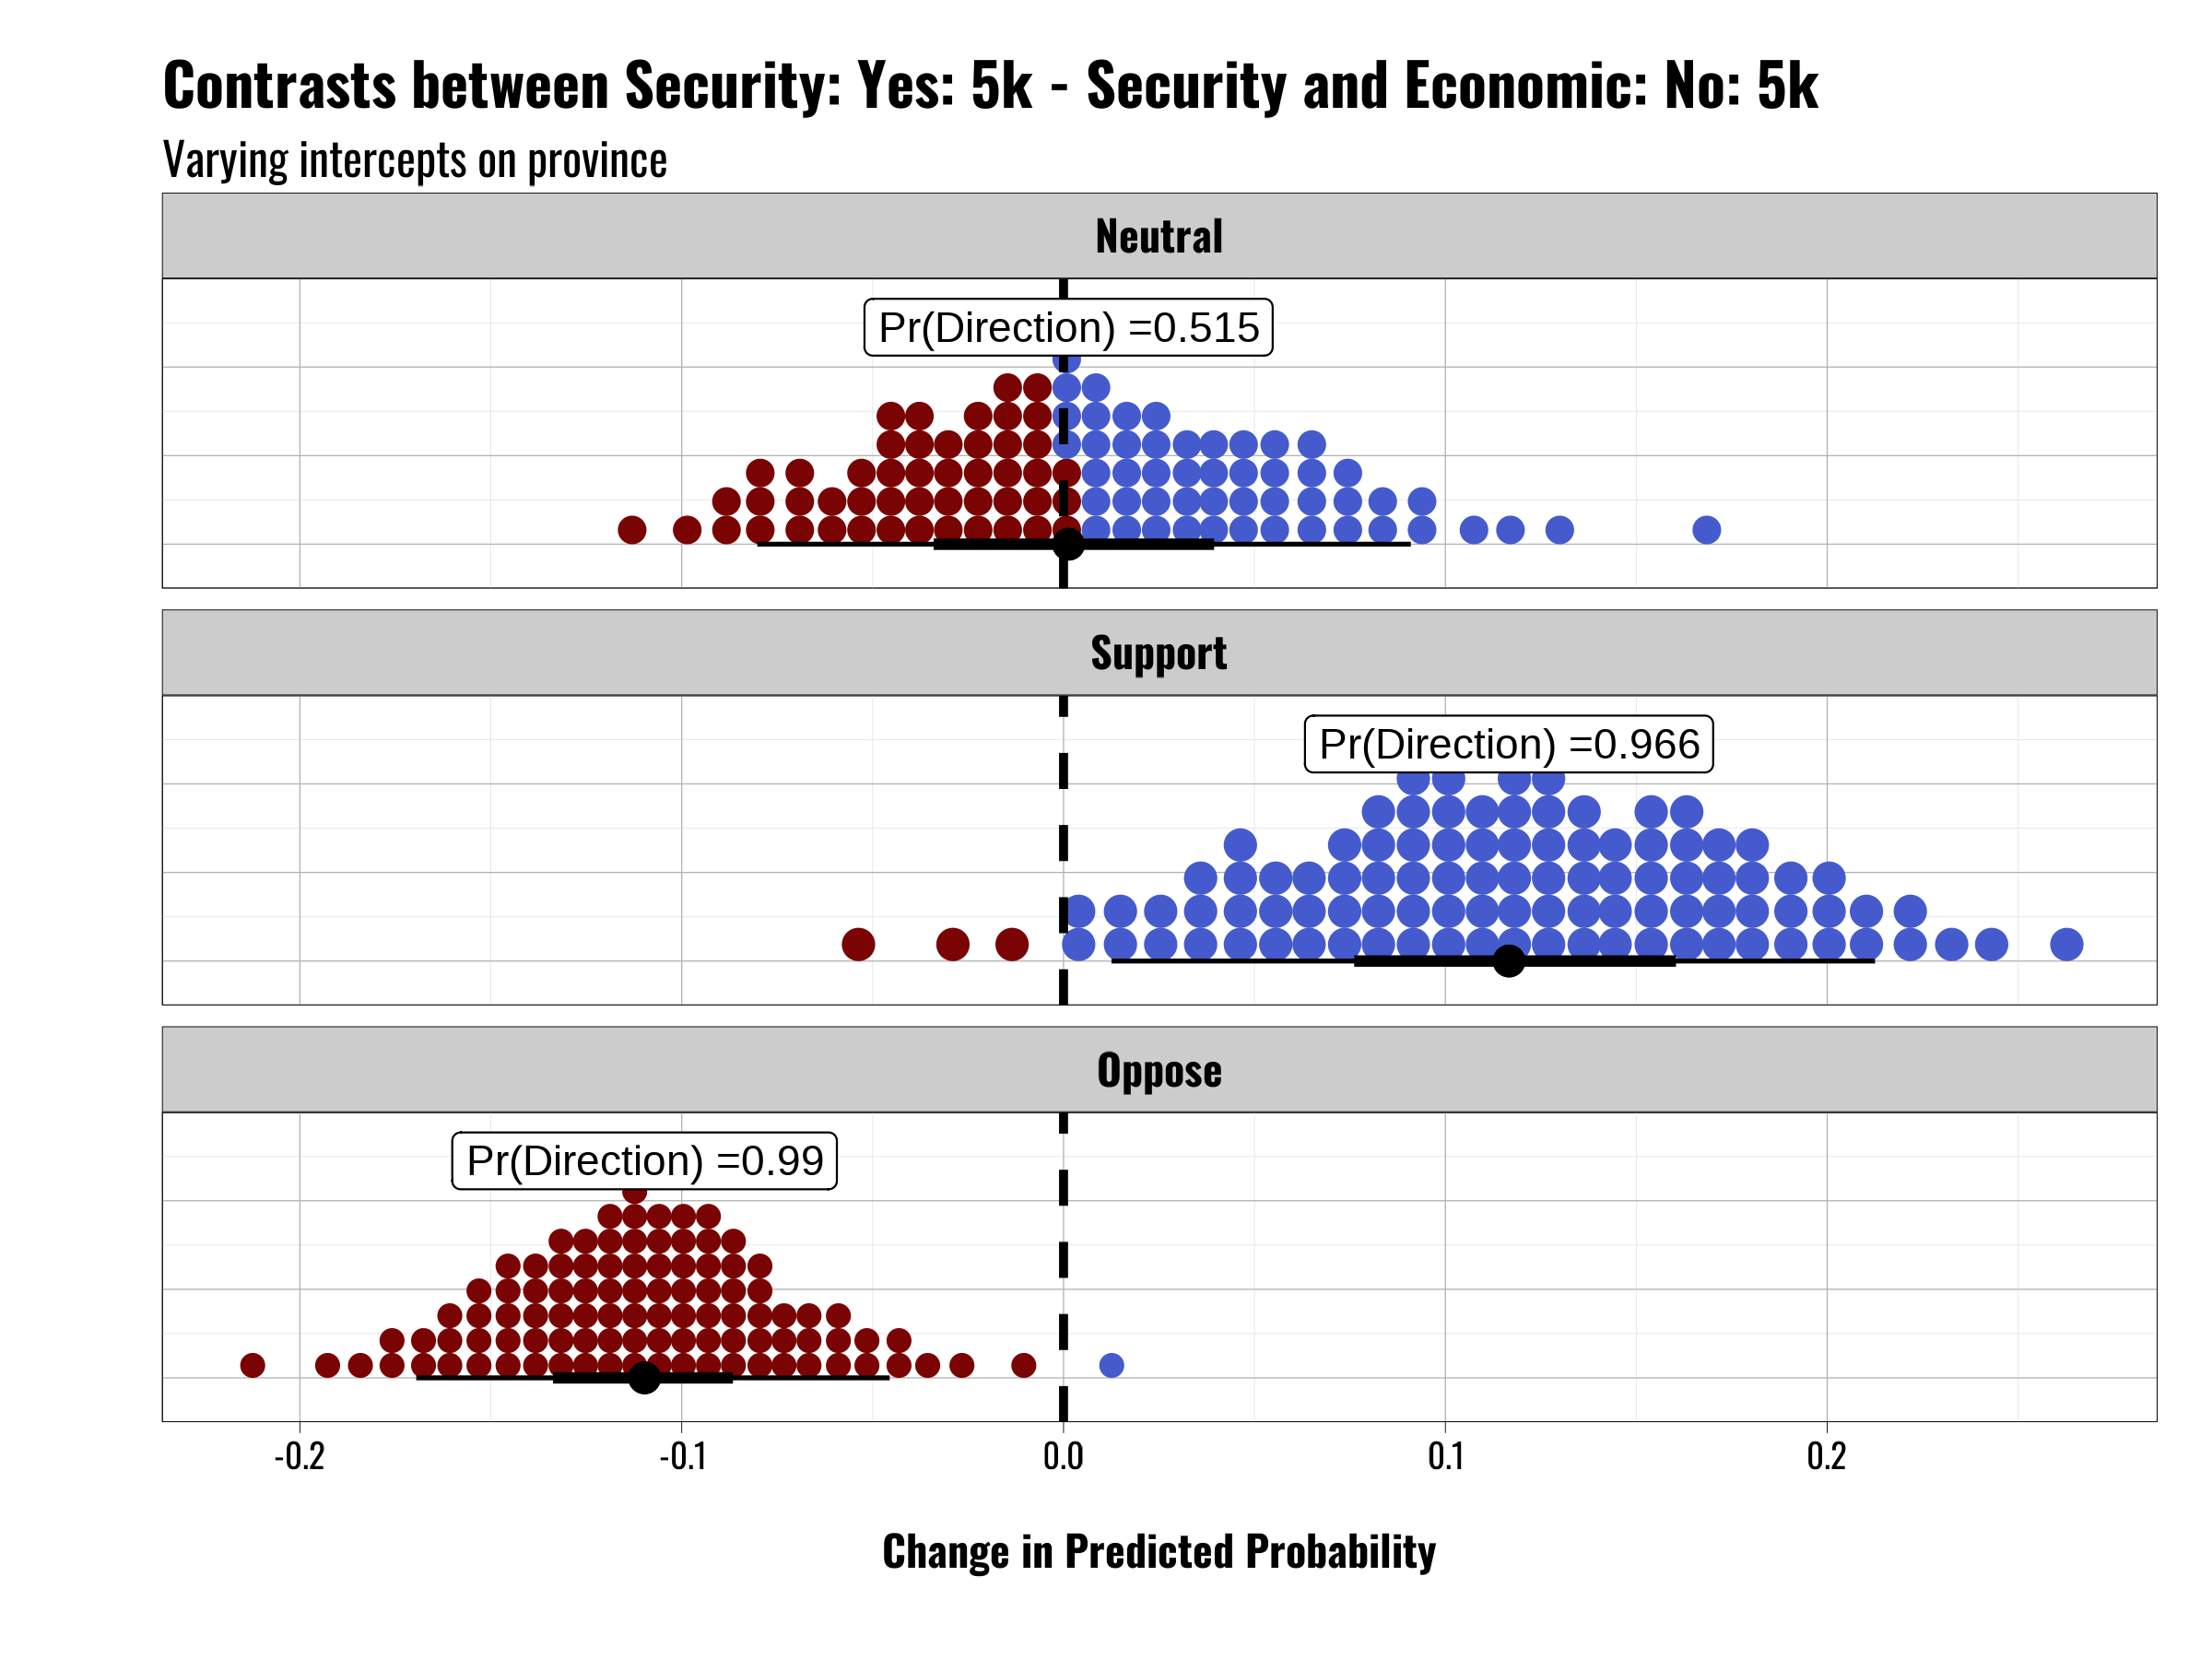 Contrasts between Security: Yes: 5k - Security and Economic: No: 5k
Varying intercepts on province
Neutral
Pr(Direction) =0.515
Support
Pr(Direction) =0.966
Oppose
Pr(Direction) =0.99
-0.2 -0.1 0.0 0.1 0.2
Change in Predicted Probability